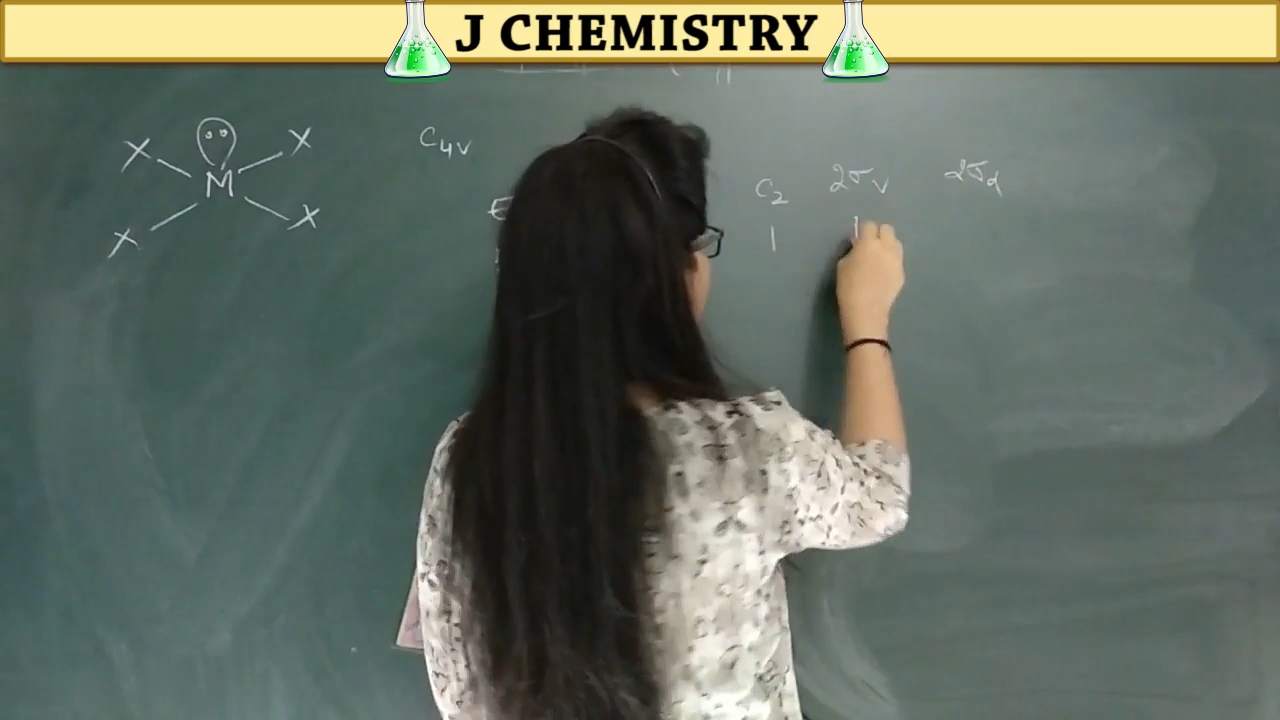 J CHEMISTRY
X M X
X X
C4v
E C2 2σv 2σd
1 1